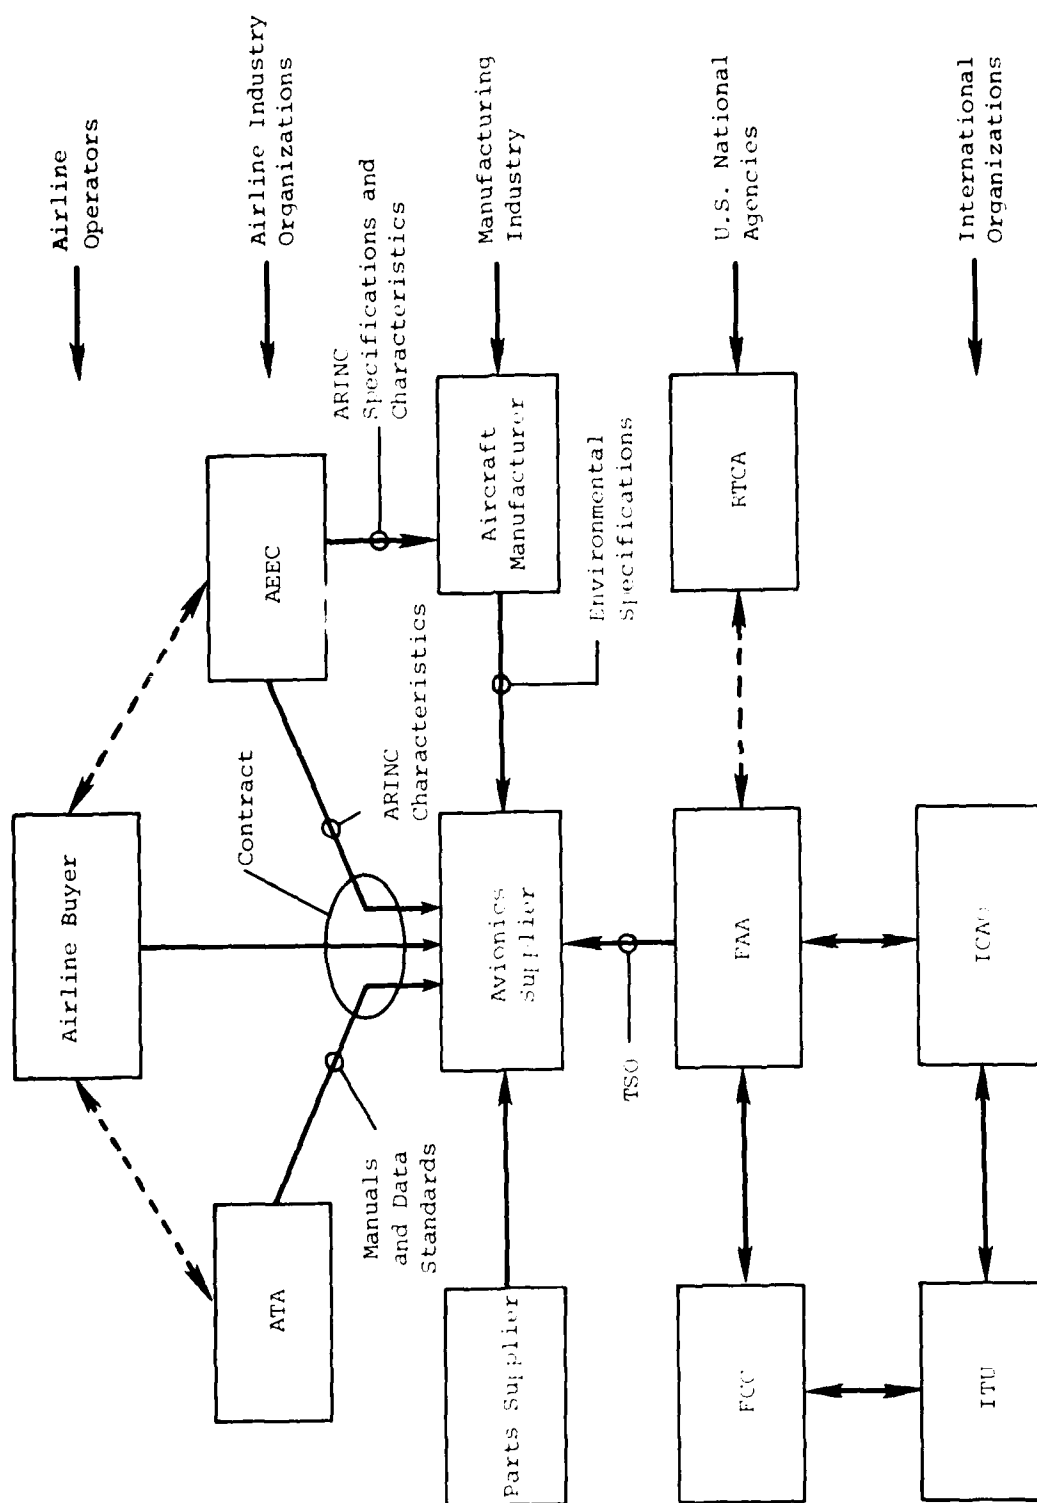 Airline Buyer
Airline
Operators
ATA
AEEC
Airline Industry
Organizations
Contract
Manuals
and Data
Standards
ARINC
Characteristics
ARINC
Specifications and
Characteristics
Parts Supplier
Avionics
Supplier
Aircraft
Manufacturer
Manufacturing
Industry
Environmental
Specifications
TSO
FCC
FAA
RTCA
U.S. National
Agencies
ITU
ICAO
International
Organizations